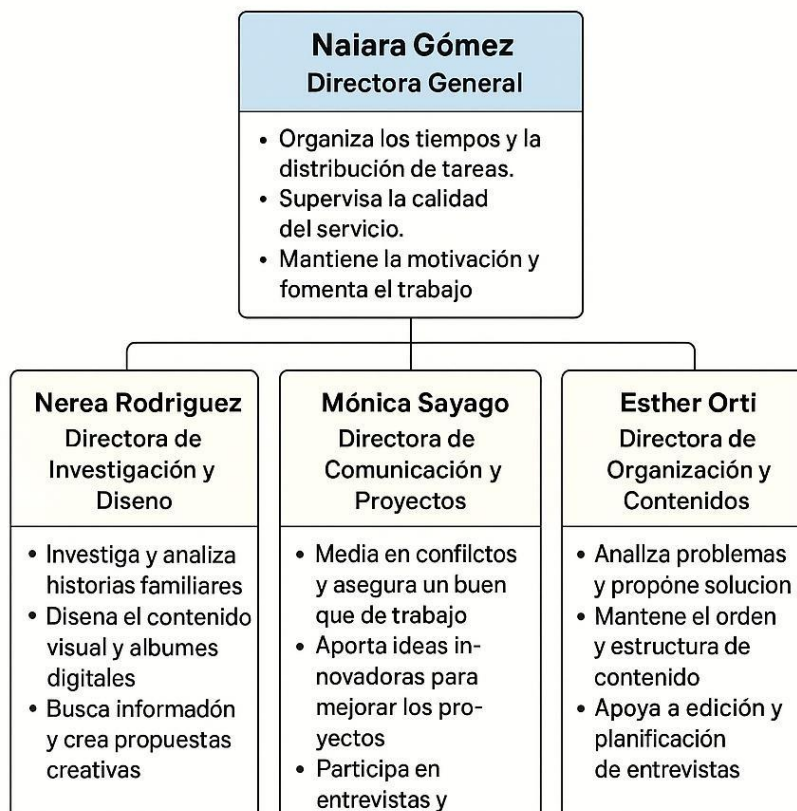 Naiara Gómez
Directora General
• Organiza los tiempos y la
distribución de tareas.
• Supervisa la calidad
del servicio.
• Mantiene la motivación y
fomenta el trabajo
Nerea Rodriguez
Directora de
Investigación y
Diseno
• Investiga y analiza
historias familiares
• Disena el contenido
visual y albumes
digitales
• Busca informadón
y crea propuestas
creativas
Mónica Sayago
Directora de
Comunicación y
Proyectos
• Media en confilctos
y asegura un buen
que de trabajo
• Aporta ideas in-
novadoras para
mejorar los pro-
yectos
• Participa en
entrevistas y
Esther Orti
Directora de
Organización y
Contenidos
• Anallza problemas
y propóne solucion
• Mantene el orden
y estructura de
contenido
• Apoya a edición y
planificación
de entrevistas